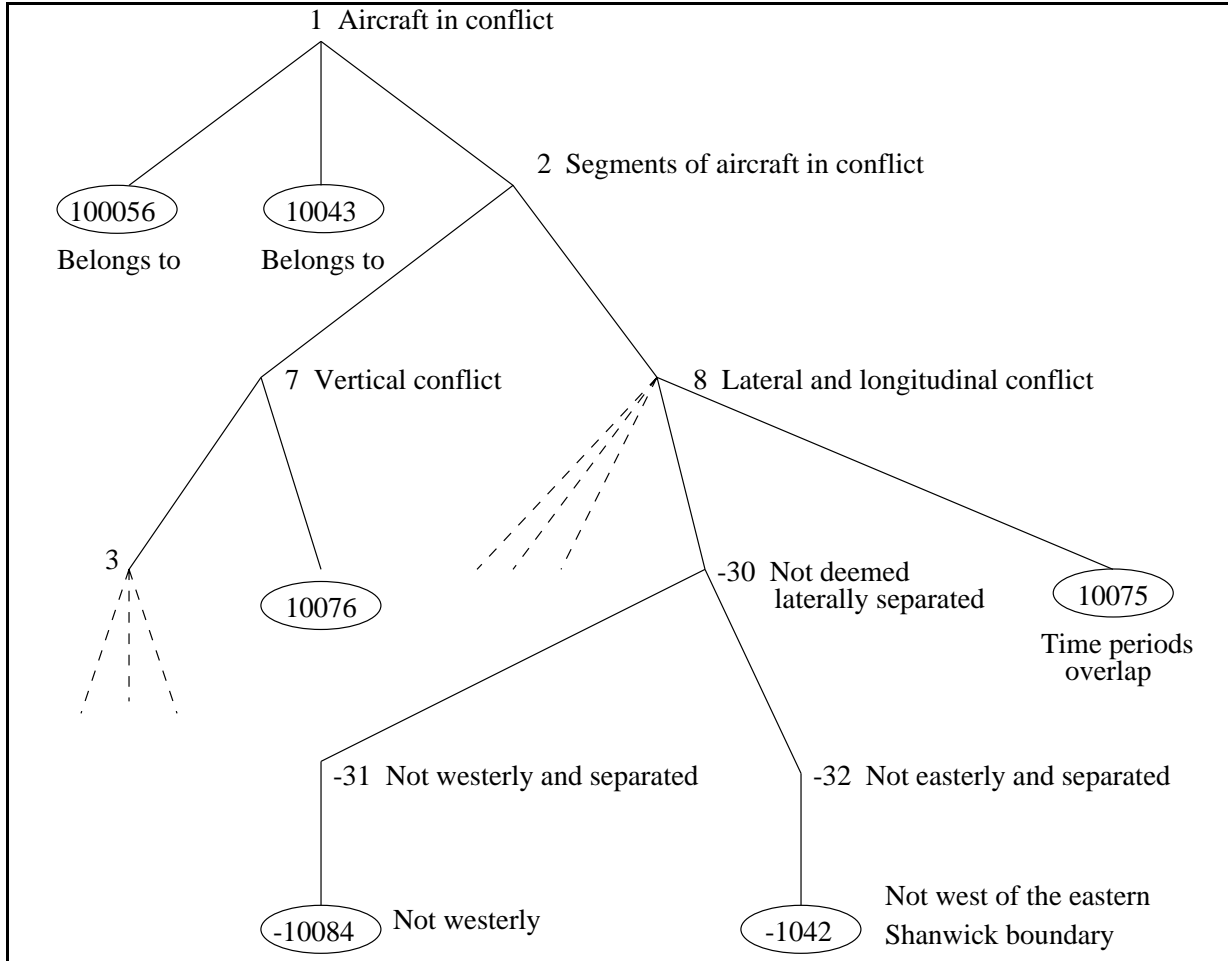 1 Aircraft in conflict
2 Segments of aircraft in conflict
100056
10043
Belongs to
Belongs to
7 Vertical conflict
8 Lateral and longitudinal conflict
3
10076
-30 Not deemed
laterally separated
10075
Time periods
overlap
-31 Not westerly and separated
-32 Not easterly and separated
-10084
Not westerly
-1042
Not west of the eastern
Shanwick boundary